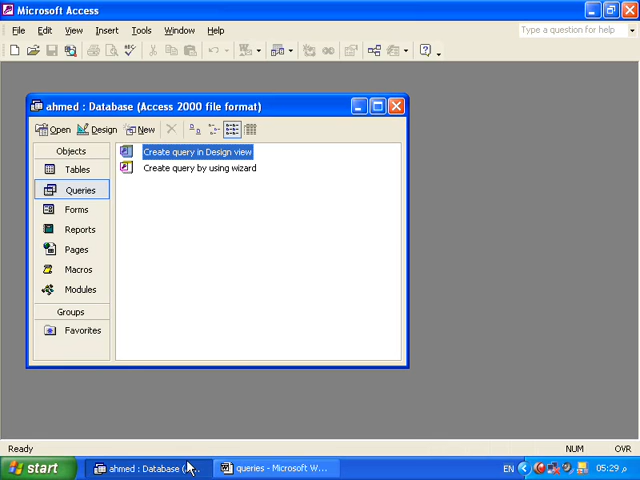 Microsoft Access
File Edit View Insert Tools Window Help
Type a question for help
ahmed : Database (Access 2000 file format)
Open Design New
Objects
Tables
Queries
Forms
Reports
Pages
Macros
Modules
Groups
Favorites
Create query in Design view
Create query by using wizard
Ready
NUM
OVR
start
ahmed : Database (A...
queries - Microsoft W...
EN
05:29 ص